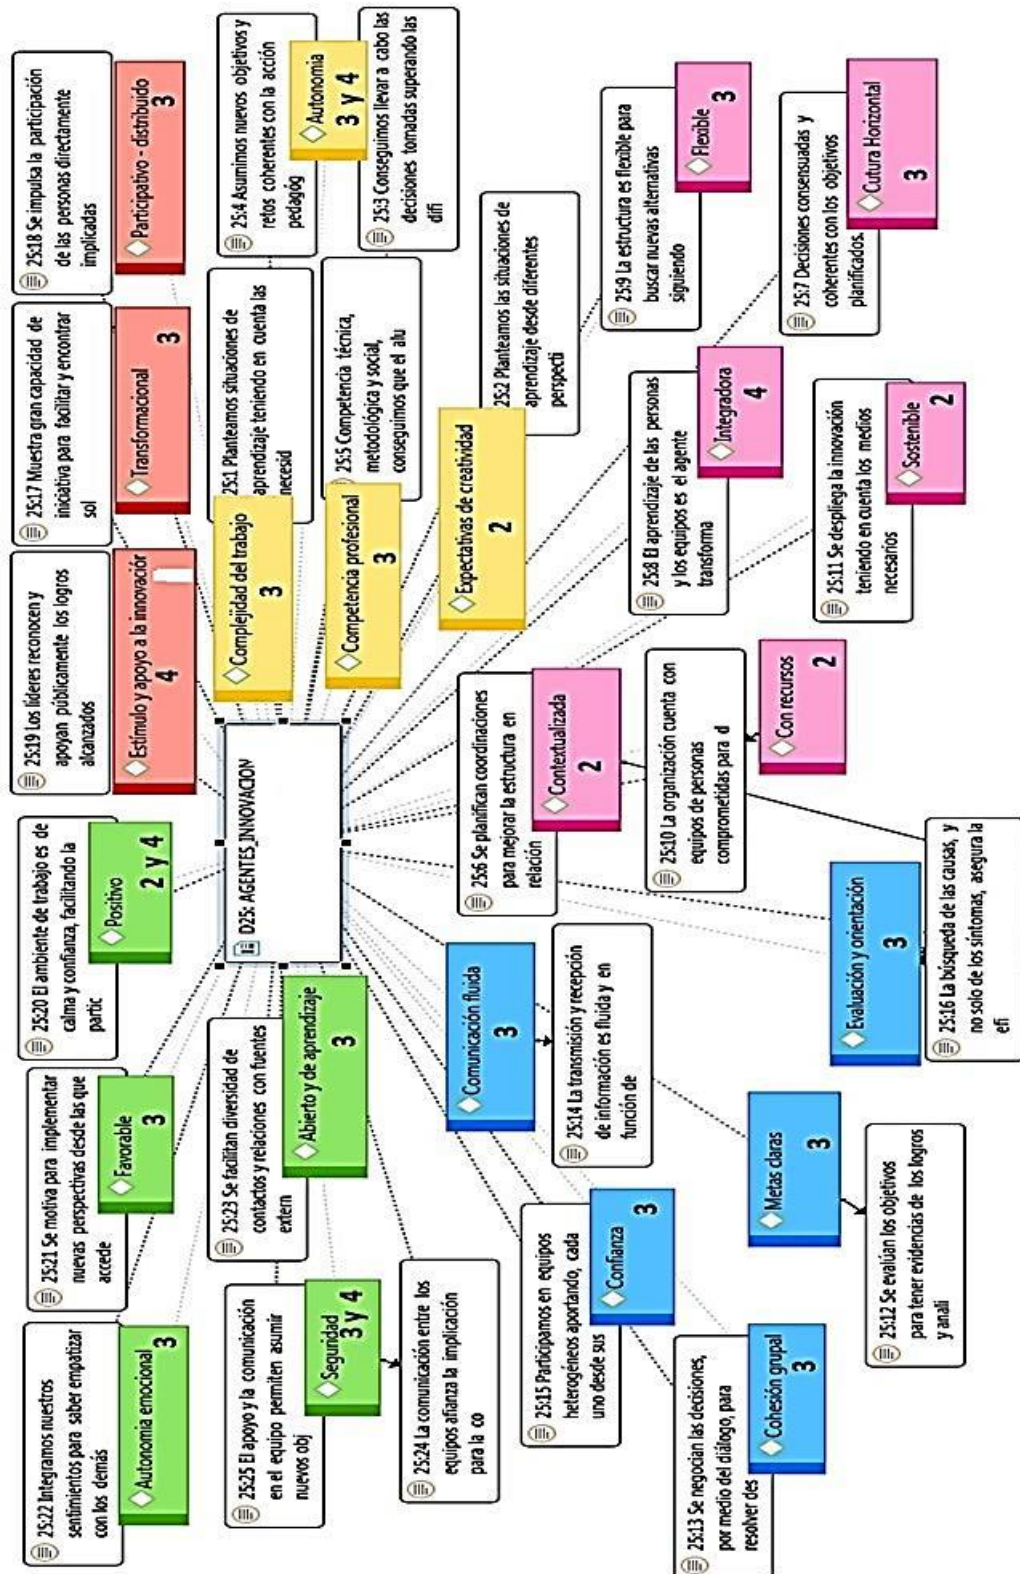 25:22 Integramos nuestros
sentimientos para saber empatizar
con los demás
Autonomia emocional
3
25:21 Se motiva para implementar
nuevas perspectivas desde las que
accede
Favorable
3
25:20 El ambiente de trabajo es de
calma y confianza, facilitando la
partic
Positivo
2 y 4
25:19 Los líderes reconocen y
apoyan públicamente los logros
alcanzados
Estímulo y apoyo a la innovación
4
25:17 Muestra gran capacidad de
iniciativa para facilitar y encontrar
sol
Transformacional
3
25:18 Se impulsa la participación
de las personas directamente
implicadas
Participativo - distribuido
3
25:25 El apoyo y la comunicación
en el equipo permiten asumir
nuevos obj
Seguridad
3 y 4
25:24 La comunicación entre los
equipos afianza la implicación
para la co
25:23 Se facilitan diversidad de
contactos y relaciones con fuentes
extern
Abierto y de aprendizaje
3
D25: AGENTES_INNOVACION
25:1 Planteamos situaciones de
aprendizaje teniendo en cuenta las
necesid
Complejidad del trabajo
3
25:4 Asumimos nuevos objetivos y
retos coherentes con la acción
pedagóg
Autonomia
3 y 4
25:3 Conseguimos llevar a cabo las
decisiones tomadas superando las
difi
25:5 Competencia técnica,
metodológica y social,
conseguimos que el alu
Competencia profesional
3
25:2 Planteamos las situaciones de
aprendizaje desde diferentes
perspecti
Expectativas de creatividad
2
25:15 Participamos en equipos
heterogéneos aportando, cada
uno desde sus
Confianza
3
Comunicación fluida
3
25:14 La transmisión y recepción
de información es fluida y en
función de
25:6 Se planifican coordinaciones
para mejorar la estructura en
relación
Contextualizada
2
25:8 El aprendizaje de las personas
y los equipos es el agente
transforma
Integradora
4
25:9 La estructura es flexible para
buscar nuevas alternativas
siguiendo
Flexible
3
25:13 Se negocian las decisiones,
por medio del diálogo, para
resolver des
Cohesión grupal
3
Metas claras
3
25:12 Se evalúan los objetivos
para tener evidencias de los logros
y anali
Evaluación y orientación
3
25:16 La búsqueda de las causas, y
no solo de los síntomas, asegura la
efi
25:10 La organización cuenta con
equipos de personas
comprometidas para d
Con recursos
2
25:11 Se despliega la innovación
teniendo en cuenta los medios
necesarios
Sostenible
2
25:7 Decisiones consensuadas y
coherentes con los objetivos
planificados.
Cutura Horizontal
3